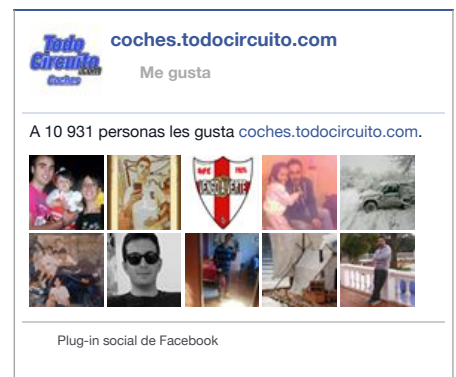 Todo
Circuito
Coches
coches.todocircuito.com
Me gusta
A 10 931 personas les gusta coches.todocircuito.com.
Plug-in social de Facebook